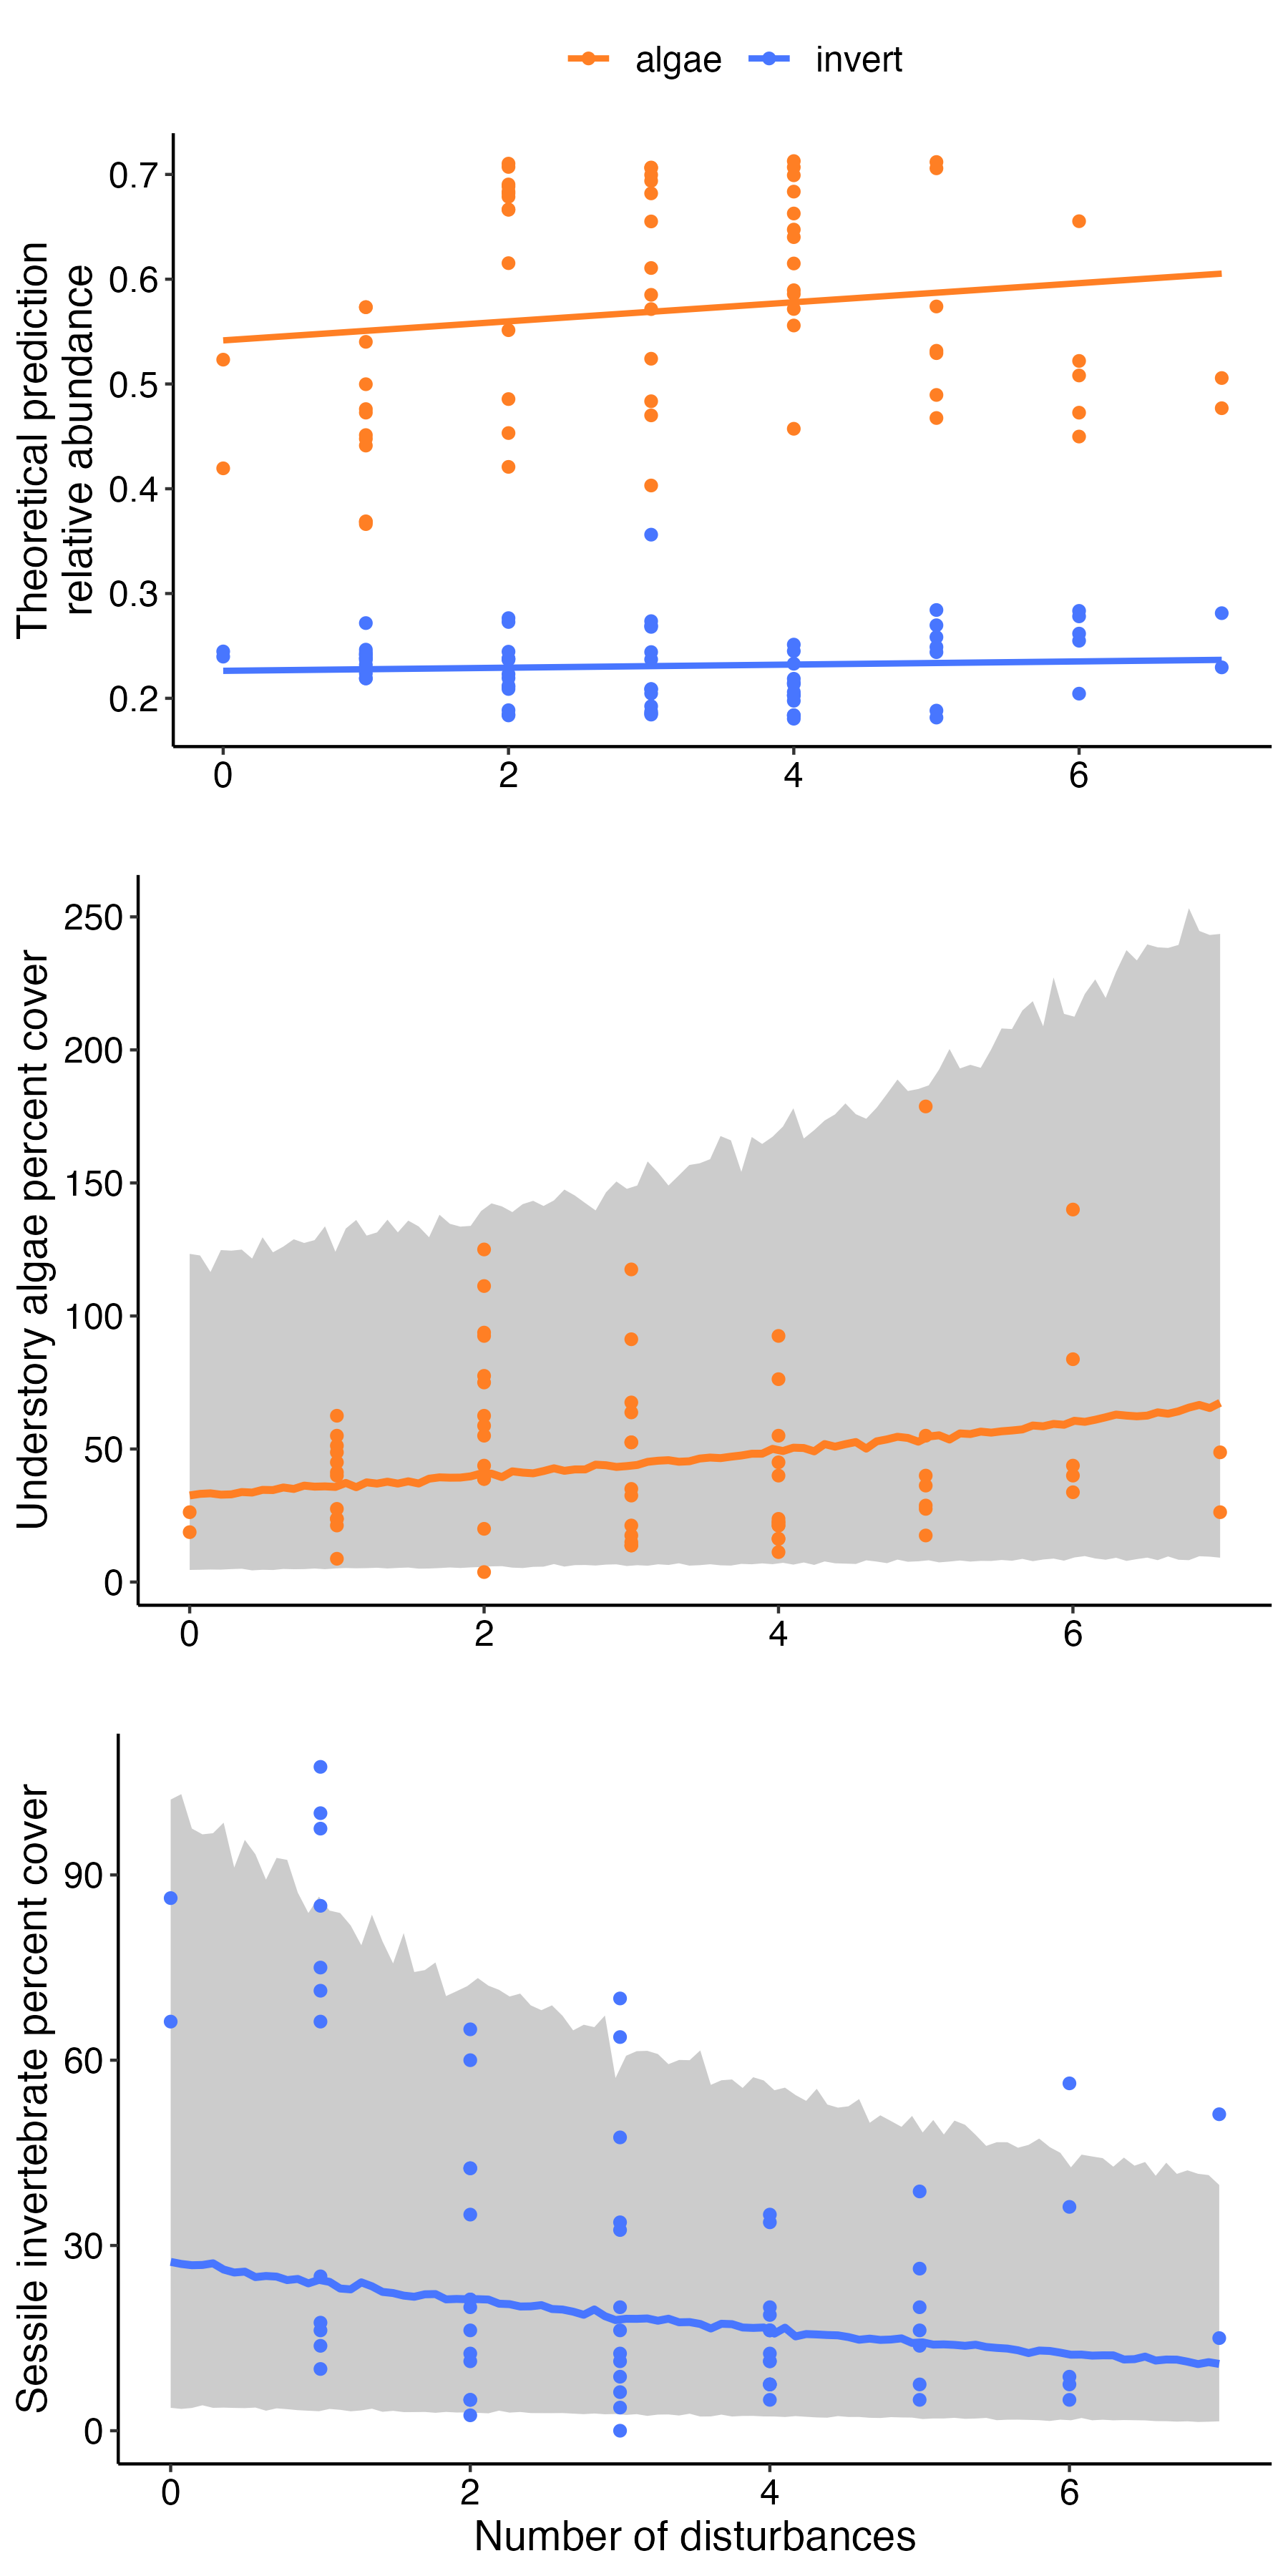 algae invert
Theoretical prediction
relative abundance
0.7
0.6
0.5
0.4
0.3
0.2
0 2 4 6
Understory algae percent cover
250
200
150
100
50
0
0 2 4 6
Sessile invertebrate percent cover
90
60
30
0
0 2 4 6
Number of disturbances